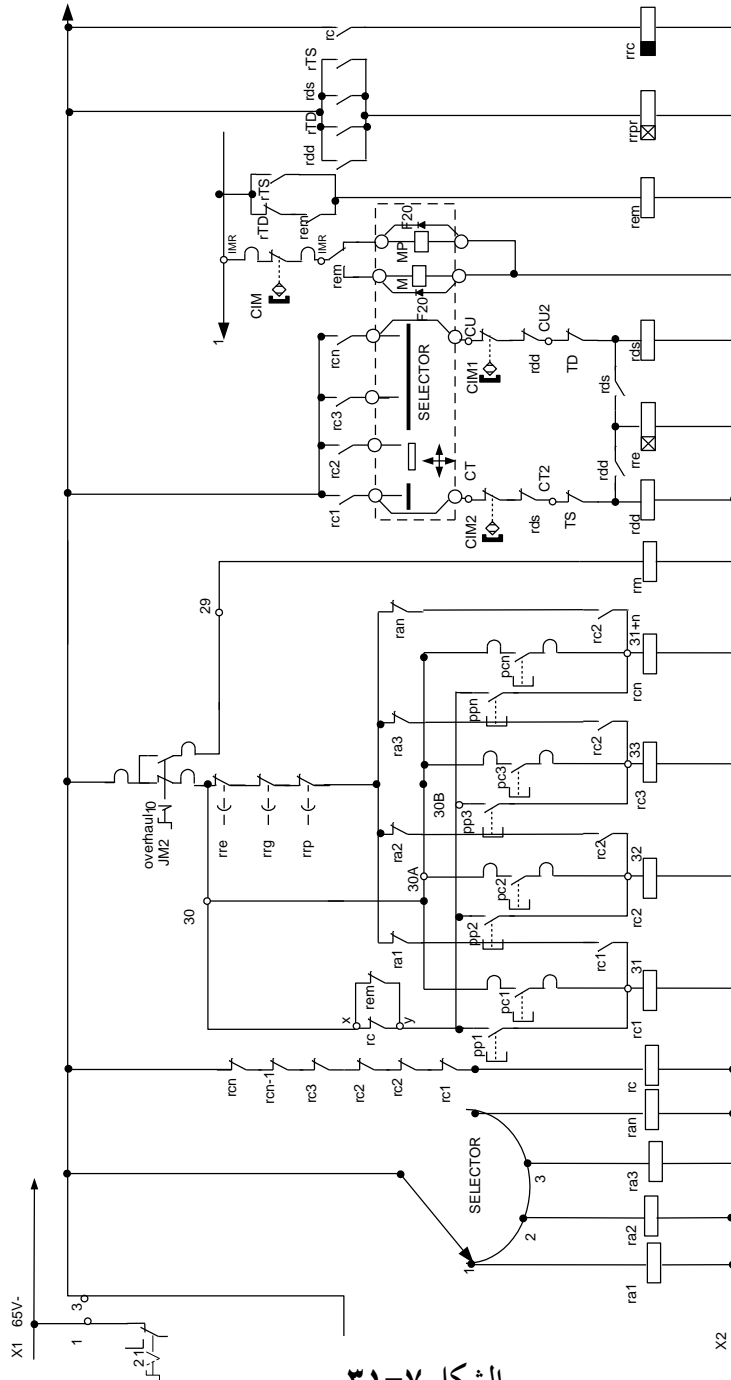 X1 65V-
1
3
21L
SELECTOR
1
2
3
ra1
ra2
ra3
ran
rc
X2
rcn
rcn-1
rc3
rc2
rc2
rc1
overhaul10
JM2
29
30
rre
rrg
rrp
x
y
rc
rem
30A
30B
ra1
ra2
ra3
ran
pp1
pc1
pp2
pc2
pp3
pc3
ppn
pcn
rc1
rc2
rc2
rc2
31
32
33
31+n
rc1
rc2
rc3
rcn
rm
rc1
rc2
rc3
rcn
SELECTOR
CT
CU
CIM2
CIM1
rds
rdd
CT2
CU2
TS
TD
rdd
rds
rdd
rre
rds
1
CIM
IMR
IMR
rem
M
MP
F20
F20
rTD
rTS
rem
rem
rdd
rTD
rds
rTS
rrpr
rc
rrc
الشكل ٧-٣١